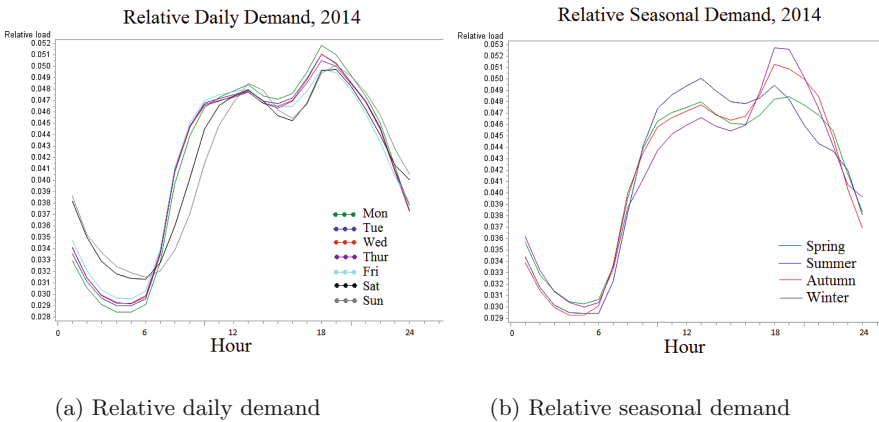 Relative Daily Demand, 2014
Relative load
0.052
0.051
0.050
0.049
0.048
0.047
0.046
0.045
0.044
0.043
0.042
0.041
0.040
0.039
0.038
0.037
0.036
0.035
0.034
0.033
0.032
0.031
0.030
0.029
0.028
0 6 12 18 24
Hour
Mon
Tue
Wed
Thur
Fri
Sat
Sun
(a) Relative daily demand
Relative Seasonal Demand, 2014
Relative load
0.053
0.052
0.051
0.050
0.049
0.048
0.047
0.046
0.045
0.044
0.043
0.042
0.041
0.040
0.039
0.038
0.037
0.036
0.035
0.034
0.033
0.032
0.031
0.030
0.029
0 6 12 18 24
Hour
Spring
Summer
Autumn
Winter
(b) Relative seasonal demand